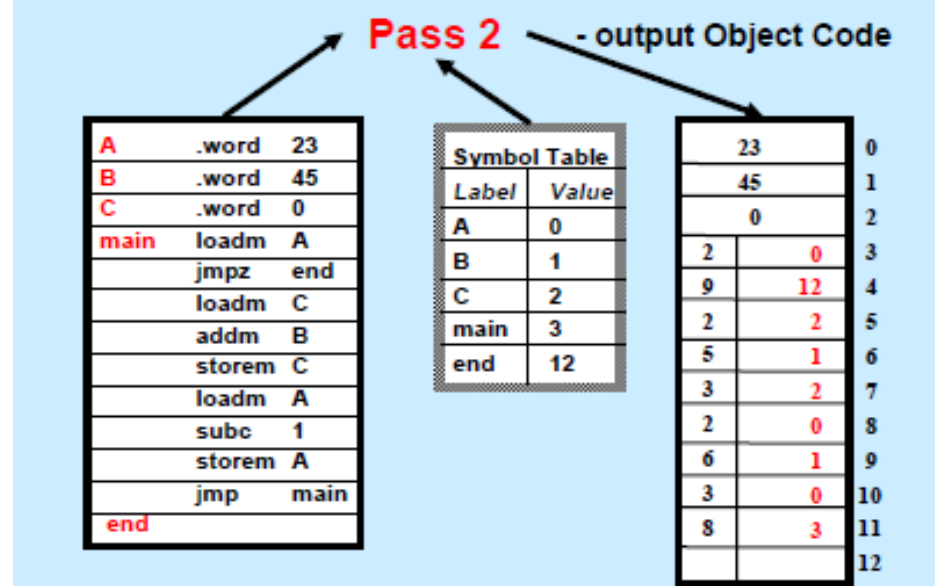 Pass 2 - output Object Code
A .word 23
B .word 45
C .word 0
main loadm A
jmpz end
loadm C
addm B
storem C
loadm A
subc 1
storem A
jmp main
end
Symbol Table
Label Value
A 0
B 1
C 2
main 3
end 12
23 0
45 1
0 2
2 0 3
9 12 4
2 2 5
5 1 6
3 2 7
2 0 8
6 1 9
3 0 10
8 3 11
12